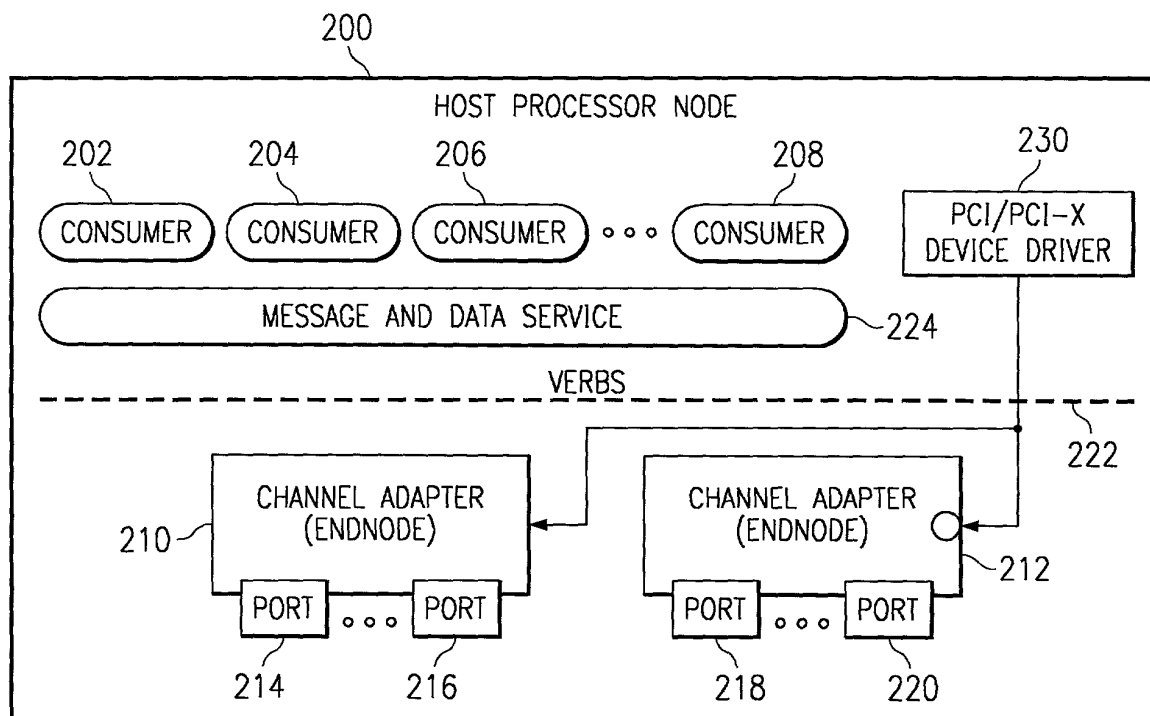 200
HOST PROCESSOR NODE
202
204
206
208
230
CONSUMER
CONSUMER
CONSUMER
CONSUMER
PCI/PCI-X
DEVICE DRIVER
MESSAGE AND DATA SERVICE
224
VERBS
222
CHANNEL ADAPTER
(ENDNODE)
210
CHANNEL ADAPTER
(ENDNODE)
212
PORT
PORT
PORT
PORT
214
216
218
220